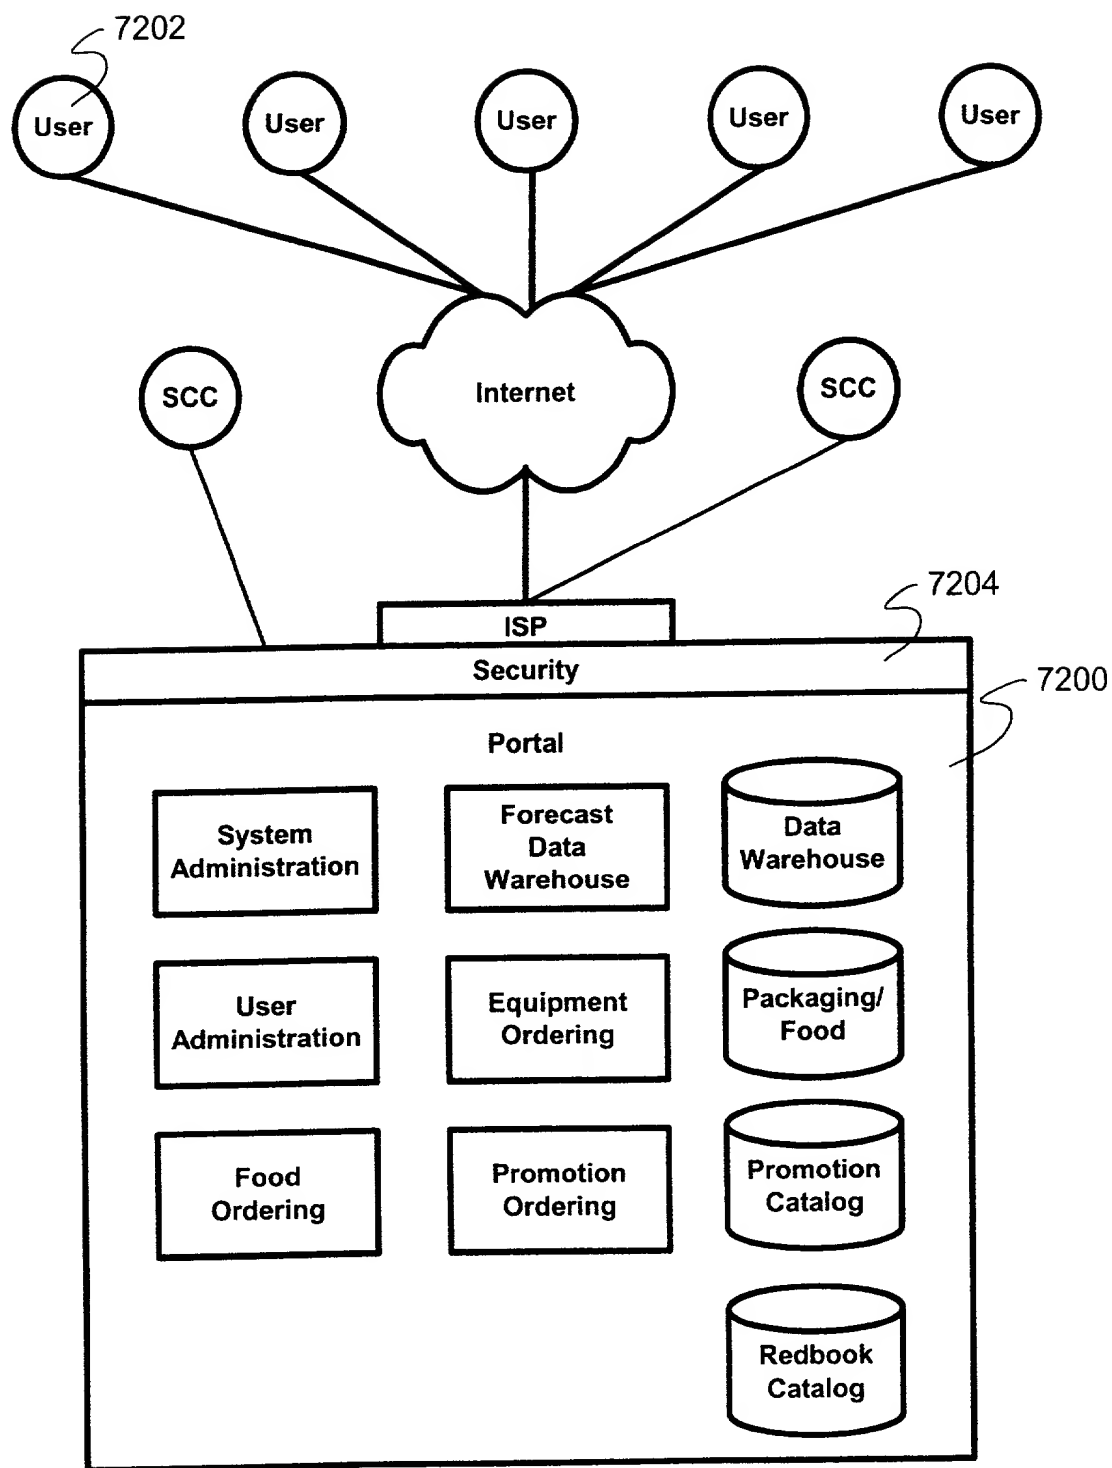 7202
User
User
User
User
User
SCC
Internet
SCC
ISP
7204
Security
7200
Portal
System
Administration
Forecast
Data
Warehouse
Data
Warehouse
User
Administration
Equipment
Ordering
Packaging/
Food
Food
Ordering
Promotion
Ordering
Promotion
Catalog
Redbook
Catalog